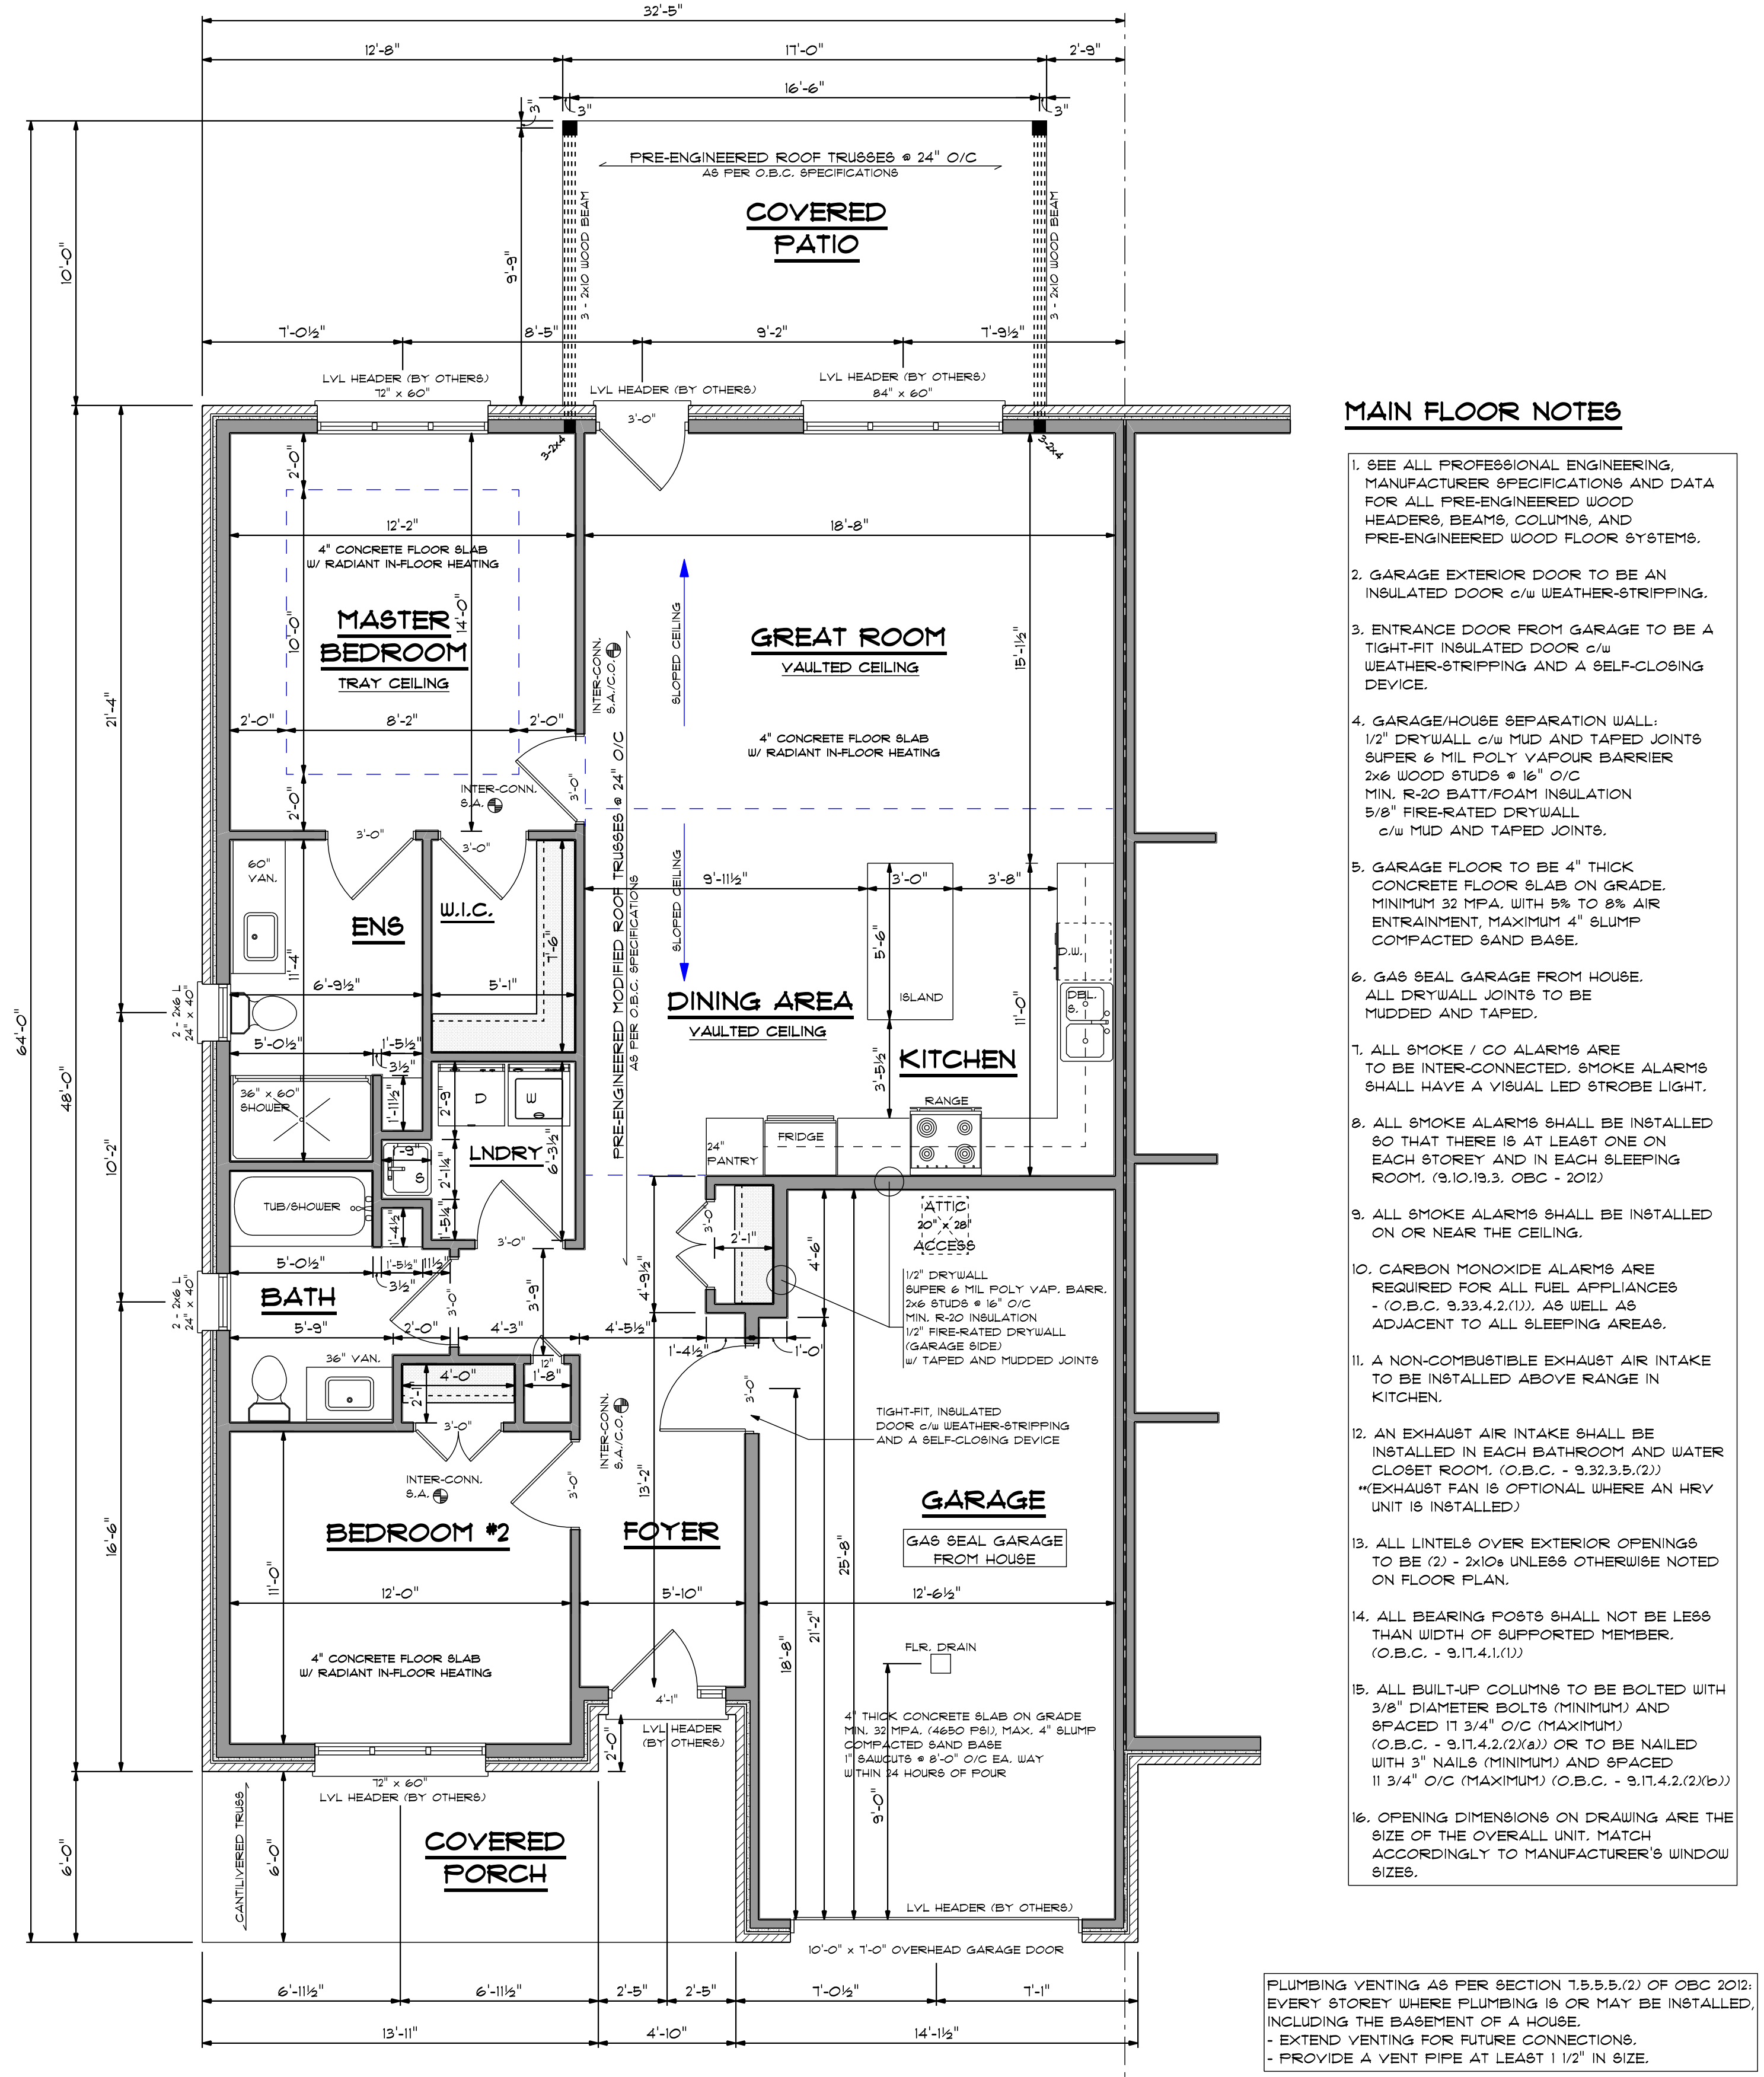 32'-5"
12'-8"
17'-0"
2'-9"
16'-6"
3"
3"
3"
PRE-ENGINEERED ROOF TRUSSES @ 24" O/C
AS PER O.B.C. SPECIFICATIONS
COVERED
PATIO
3 - 2x10 WOOD BEAM
3 - 2x10 WOOD BEAM
10'-0"
9'-9"
7'-0½"
8'-5"
9'-2"
7'-9½"
LVL HEADER (BY OTHERS)
72" x 60"
LVL HEADER (BY OTHERS)
LVL HEADER (BY OTHERS)
84" x 60"
3'-0"
3-2x4
3-2x4
2'-0"
12'-2"
18'-8"
4" CONCRETE FLOOR SLAB
W/ RADIANT IN-FLOOR HEATING
MASTER
BEDROOM
TRAY CEILING
10'-0"
14'-0"
2'-0"
8'-2"
2'-0"
2'-0"
INTER-CONN.
S.A.
3'-0"
INTER-CONN.
S.A./C.O.
SLOPED CEILING
GREAT ROOM
VAULTED CEILING
15'-1½"
4" CONCRETE FLOOR SLAB
W/ RADIANT IN-FLOOR HEATING
PRE-ENGINEERED MODIFIED ROOF TRUSSES @ 24" O/C
AS PER O.B.C. SPECIFICATIONS
21'-4"
64'-0"
48'-0"
3'-0"
3'-0"
60"
VAN.
ENS
W.I.C.
11'-4"
7'-6"
6'-9½"
5'-1"
2 - 2x6 L
24" x 40"
5'-0½"
1'-5½"
3½"
SLOPED CEILING
9'-11½"
3'-0"
3'-8"
5'-6"
ISLAND
D.W.
DBL.
S.
11'-0"
DINING AREA
VAULTED CEILING
KITCHEN
3'-5½"
RANGE
FRIDGE
24"
PANTRY
36" x 60"
SHOWER
1'-11½"
2'-9"
D
W
LNDRY
6'-3½"
1'-9"
S
2'-1¼"
1'-5¼"
10'-2"
TUB/SHOWER
1'-4½"
3'-0"
5'-0½"
1'-5½"
11½"
3½"
2 - 2x6 L
24" x 40"
BATH
3'-0"
3'-9"
5'-9"
2'-0"
4'-3"
4'-5½"
36" VAN.
2'-1"
4'-0"
12"
1'-8"
3'-0"
3'-0"
2'-1"
4'-9½"
4'-6"
1'-4½"
1'-0"
ATTIC
20" x 28"
ACCESS
1/2" DRYWALL
SUPER 6 MIL POLY VAP. BARR.
2x6 STUDS @ 16" O/C
MIN. R-20 INSULATION
1/2" FIRE-RATED DRYWALL
(GARAGE SIDE)
W/ TAPED AND MUDDED JOINTS
3'-0"
TIGHT-FIT, INSULATED
DOOR c/w WEATHER-STRIPPING
AND A SELF-CLOSING DEVICE
INTER-CONN.
S.A./C.O.
INTER-CONN.
S.A.
3'-0"
13'-2"
BEDROOM #2
FOYER
GARAGE
GAS SEAL GARAGE
FROM HOUSE
16'-6"
11'-0"
12'-0"
5'-10"
12'-6½"
25'-8"
21'-2"
18'-8"
4" CONCRETE FLOOR SLAB
W/ RADIANT IN-FLOOR HEATING
FLR. DRAIN
4'-1"
LVL HEADER
(BY OTHERS)
2'-0"
4" THICK CONCRETE SLAB ON GRADE
MIN. 32 MPA. (4650 PSI), MAX. 4" SLUMP
COMPACTED SAND BASE
1" SAWCUTS @ 8'-0" O/C EA. WAY
WITHIN 24 HOURS OF POUR
9'-0"
72" x 60"
LVL HEADER (BY OTHERS)
6'-0"
CANTILIVERED TRUSS
6'-0"
COVERED
PORCH
LVL HEADER (BY OTHERS)
10'-0" x 7'-0" OVERHEAD GARAGE DOOR
6'-11½"
6'-11½"
2'-5"
2'-5"
7'-0½"
7'-1"
13'-11"
4'-10"
14'-1½"
MAIN FLOOR NOTES
1. SEE ALL PROFESSIONAL ENGINEERING,
MANUFACTURER SPECIFICATIONS AND DATA
FOR ALL PRE-ENGINEERED WOOD
HEADERS, BEAMS, COLUMNS, AND
PRE-ENGINEERED WOOD FLOOR SYSTEMS.
2. GARAGE EXTERIOR DOOR TO BE AN
INSULATED DOOR c/w WEATHER-STRIPPING.
3. ENTRANCE DOOR FROM GARAGE TO BE A
TIGHT-FIT INSULATED DOOR c/w
WEATHER-STRIPPING AND A SELF-CLOSING
DEVICE.
4. GARAGE/HOUSE SEPARATION WALL:
1/2" DRYWALL c/w MUD AND TAPED JOINTS
SUPER 6 MIL POLY VAPOUR BARRIER
2x6 WOOD STUDS @ 16" O/C
MIN. R-20 BATT/FOAM INSULATION
5/8" FIRE-RATED DRYWALL
c/w MUD AND TAPED JOINTS.
5. GARAGE FLOOR TO BE 4" THICK
CONCRETE FLOOR SLAB ON GRADE.
MINIMUM 32 MPA. WITH 5% TO 8% AIR
ENTRAINMENT, MAXIMUM 4" SLUMP
COMPACTED SAND BASE.
6. GAS SEAL GARAGE FROM HOUSE.
ALL DRYWALL JOINTS TO BE
MUDDED AND TAPED.
7. ALL SMOKE / CO ALARMS ARE
TO BE INTER-CONNECTED. SMOKE ALARMS
SHALL HAVE A VISUAL LED STROBE LIGHT.
8. ALL SMOKE ALARMS SHALL BE INSTALLED
SO THAT THERE IS AT LEAST ONE ON
EACH STOREY AND IN EACH SLEEPING
ROOM. (9.10.19.3. OBC - 2012)
9. ALL SMOKE ALARMS SHALL BE INSTALLED
ON OR NEAR THE CEILING.
10. CARBON MONOXIDE ALARMS ARE
REQUIRED FOR ALL FUEL APPLIANCES
- (O.B.C. 9.33.4.2.(1)). AS WELL AS
ADJACENT TO ALL SLEEPING AREAS.
11. A NON-COMBUSTIBLE EXHAUST AIR INTAKE
TO BE INSTALLED ABOVE RANGE IN
KITCHEN.
12. AN EXHAUST AIR INTAKE SHALL BE
INSTALLED IN EACH BATHROOM AND WATER
CLOSET ROOM. (O.B.C. - 9.32.3.5.(2))
**(EXHAUST FAN IS OPTIONAL WHERE AN HRV
UNIT IS INSTALLED)
13. ALL LINTELS OVER EXTERIOR OPENINGS
TO BE (2) - 2x10s UNLESS OTHERWISE NOTED
ON FLOOR PLAN.
14. ALL BEARING POSTS SHALL NOT BE LESS
THAN WIDTH OF SUPPORTED MEMBER.
(O.B.C. - 9.17.4.1.(1))
15. ALL BUILT-UP COLUMNS TO BE BOLTED WITH
3/8" DIAMETER BOLTS (MINIMUM) AND
SPACED 17 3/4" O/C (MAXIMUM)
(O.B.C. - 9.17.4.2.(2)(a)) OR TO BE NAILED
WITH 3" NAILS (MINIMUM) AND SPACED
11 3/4" O/C (MAXIMUM) (O.B.C. - 9.17.4.2.(2)(b))
16. OPENING DIMENSIONS ON DRAWING ARE THE
SIZE OF THE OVERALL UNIT. MATCH
ACCORDINGLY TO MANUFACTURER'S WINDOW
SIZES.
PLUMBING VENTING AS PER SECTION 7.5.5.5.(2) OF OBC 2012:
EVERY STOREY WHERE PLUMBING IS OR MAY BE INSTALLED,
INCLUDING THE BASEMENT OF A HOUSE.
- EXTEND VENTING FOR FUTURE CONNECTIONS.
- PROVIDE A VENT PIPE AT LEAST 1 1/2" IN SIZE.